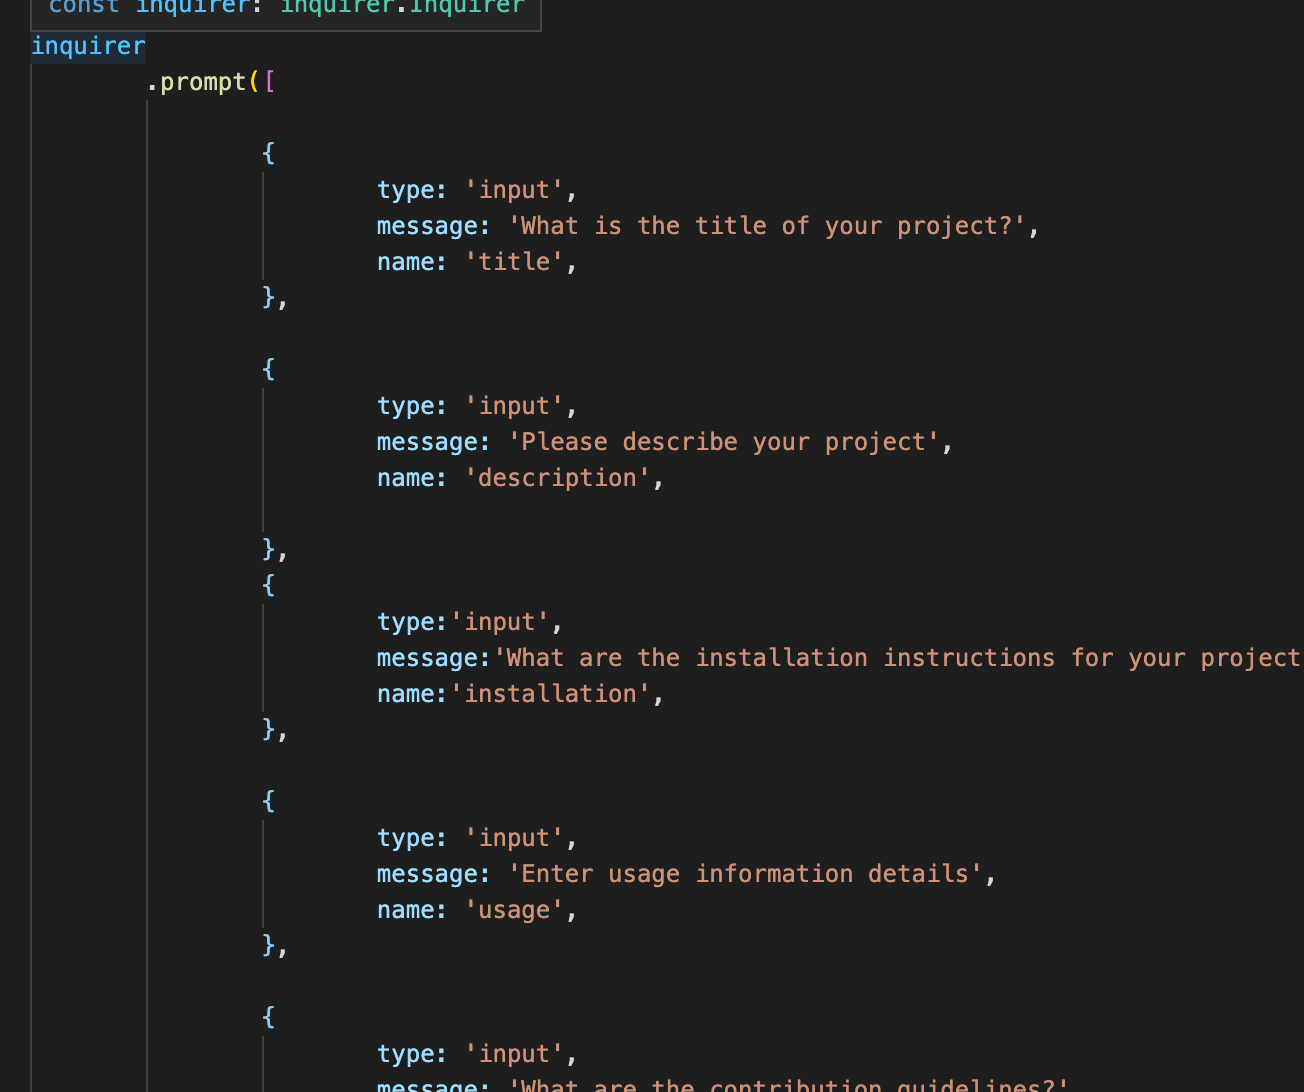 const inquirer: inquirer.Inquirer
inquirer
.prompt([
{
type: 'input',
message: 'What is the title of your project?',
name: 'title',
},
{
type: 'input',
message: 'Please describe your project',
name: 'description',
},
{
type:'input',
message:'What are the installation instructions for your project
name:'installation',
},
{
type: 'input',
message: 'Enter usage information details',
name: 'usage',
},
{
type: 'input',
message: 'What are the contribution guidelines?'